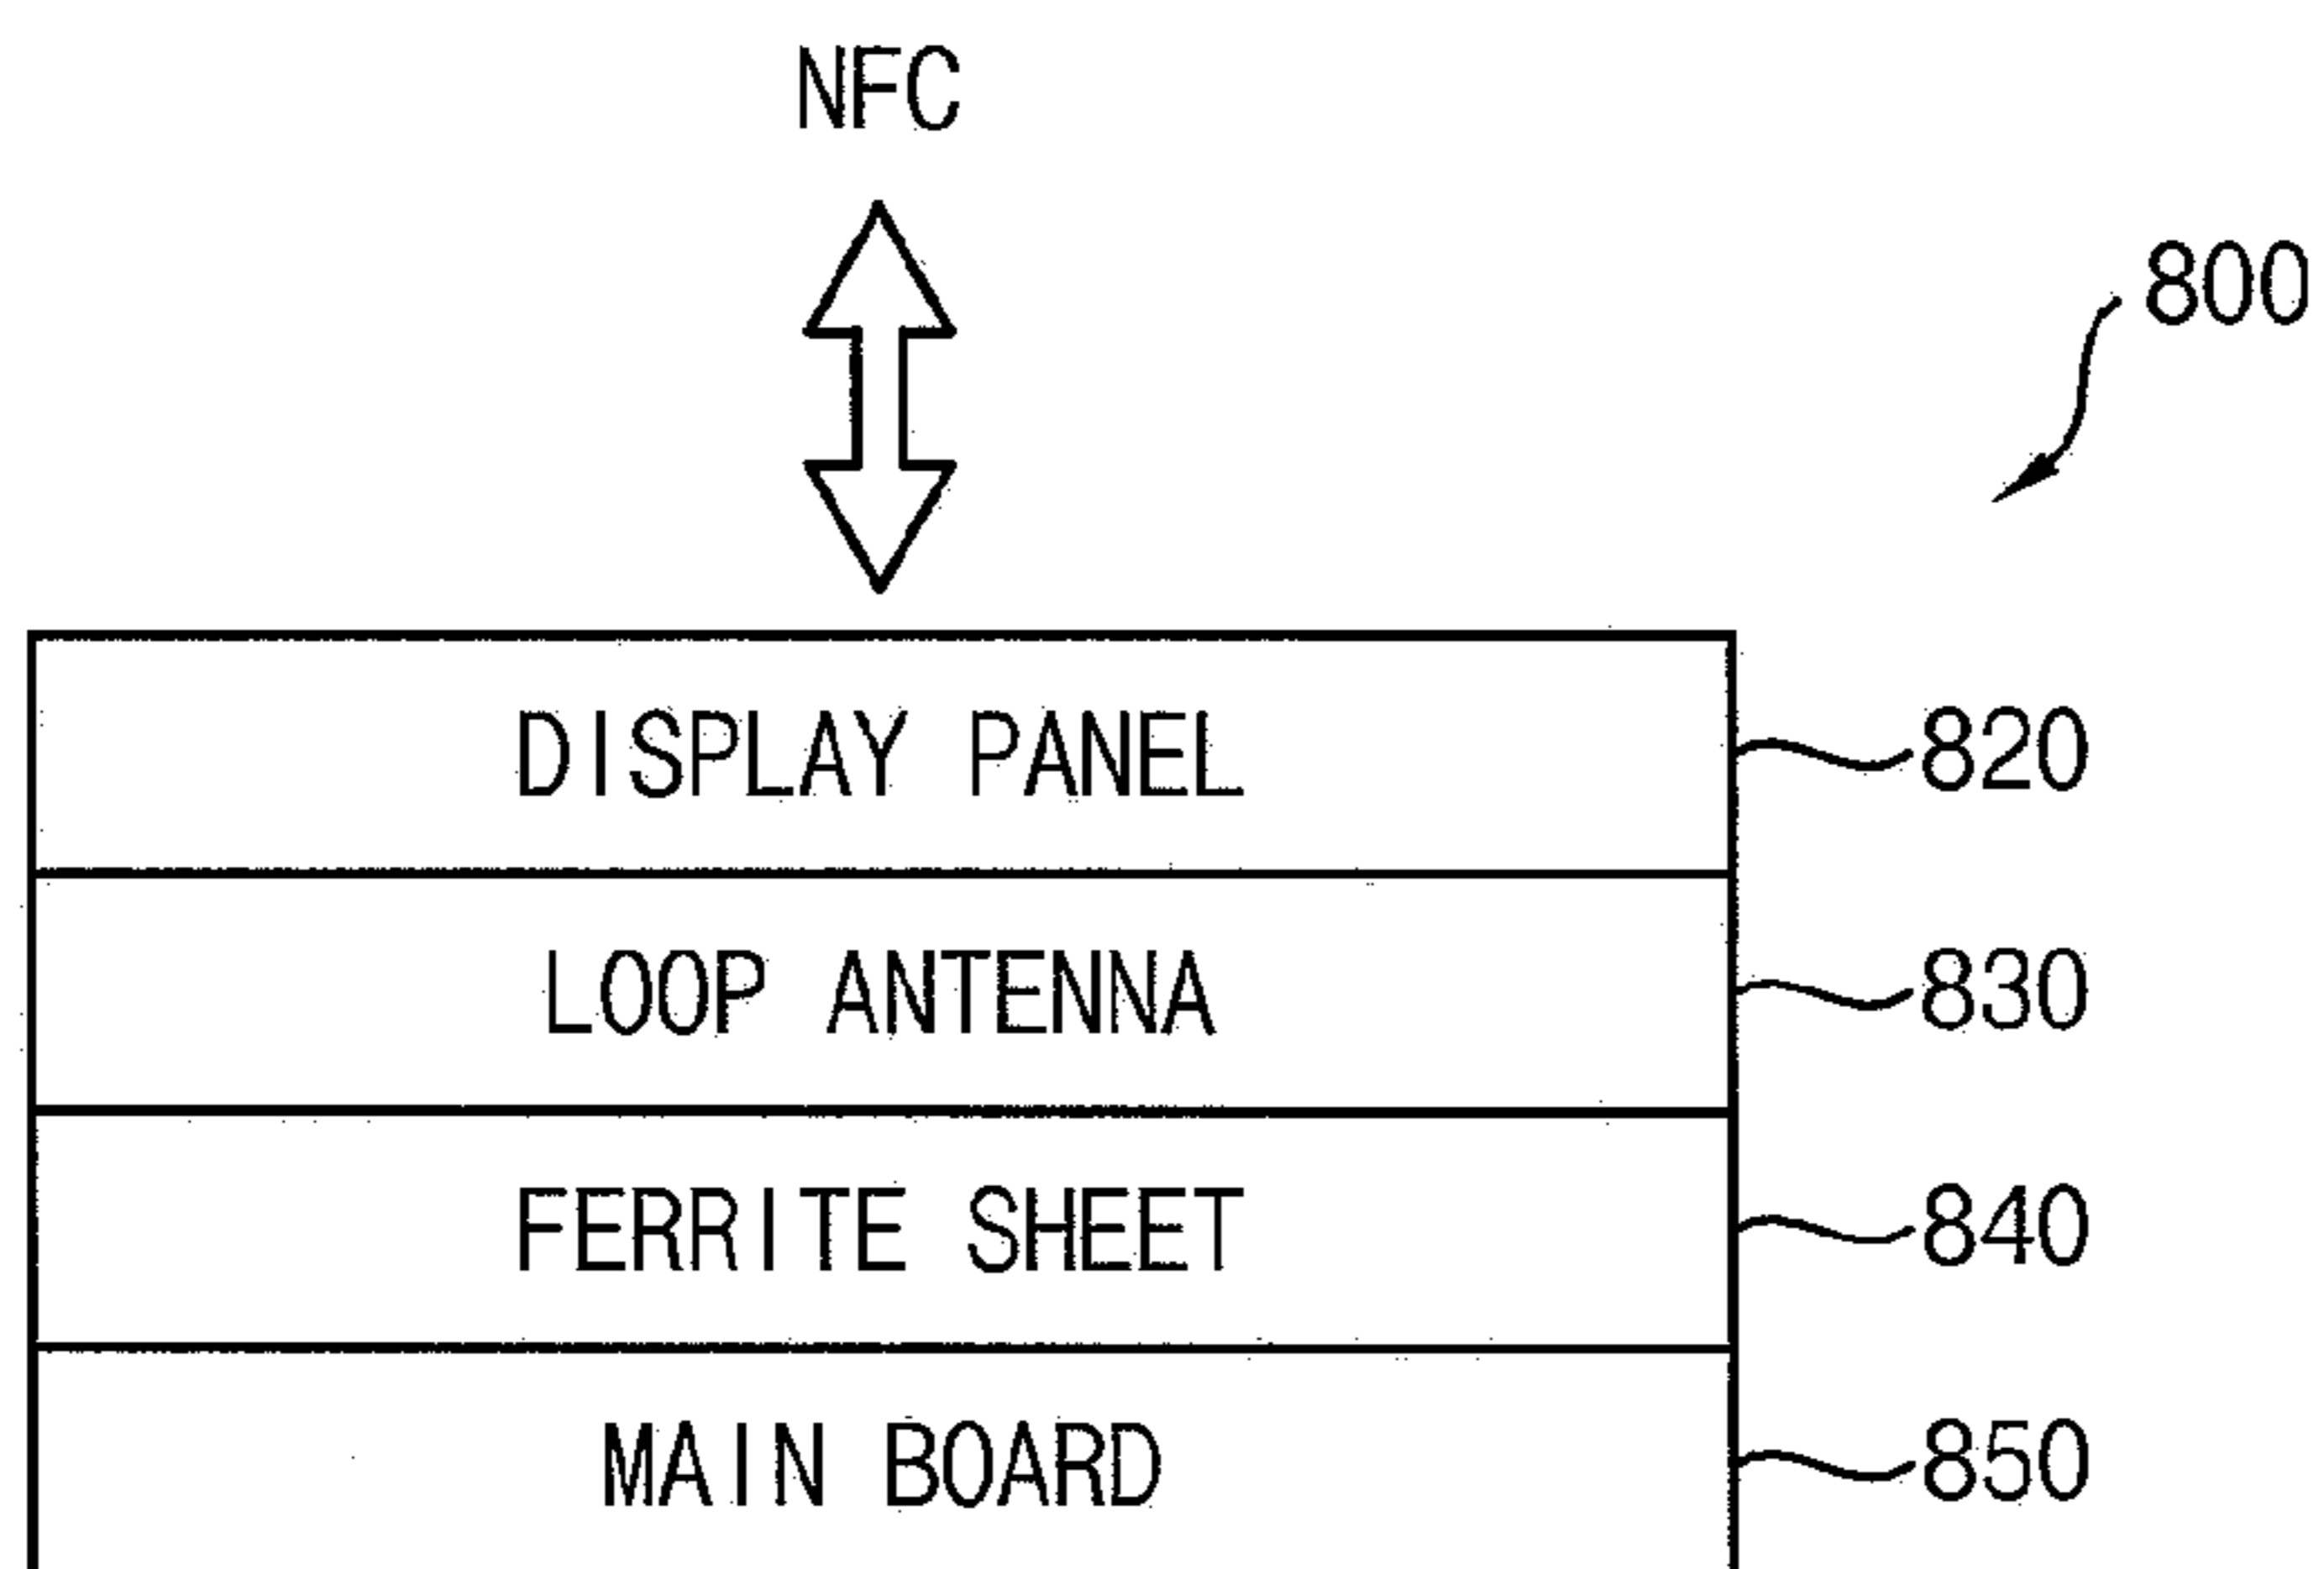 NFC
800
DISPLAY PANEL 820
LOOP ANTENNA 830
FERRITE SHEET 840
MAIN BOARD 850